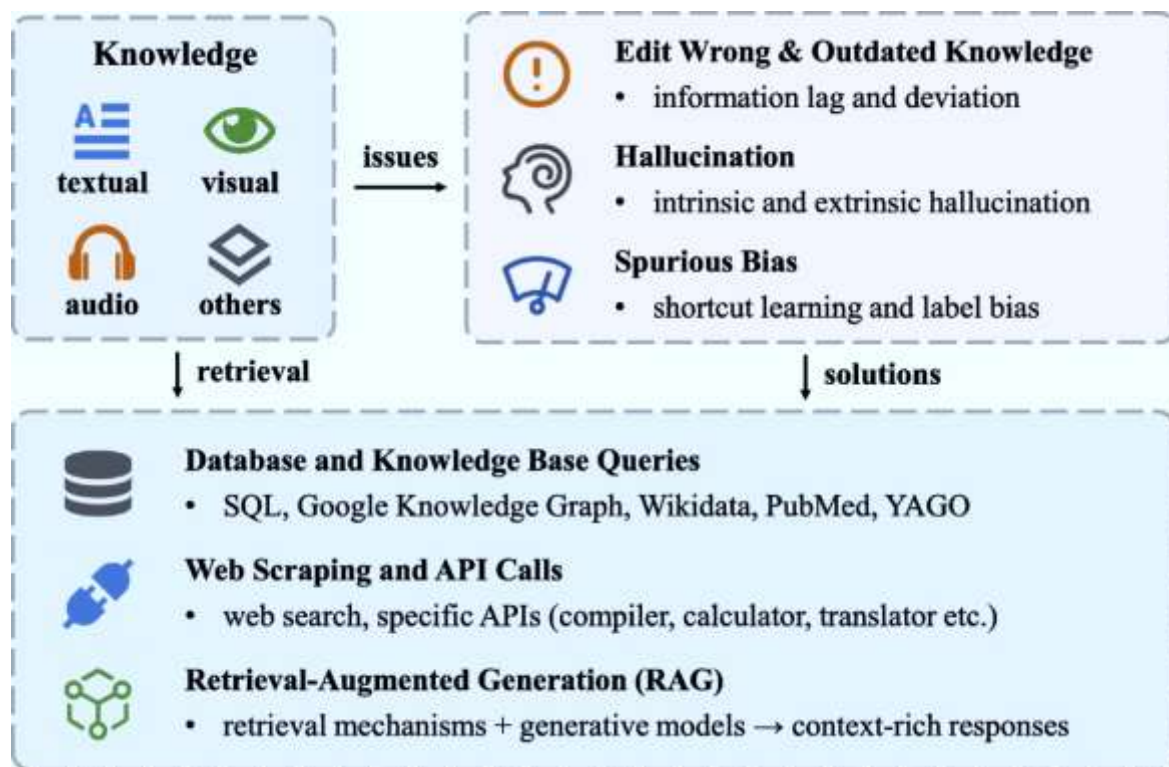 Knowledge
textual visual
audio others
issues
Edit Wrong & Outdated Knowledge
• information lag and deviation
Hallucination
• intrinsic and extrinsic hallucination
Spurious Bias
• shortcut learning and label bias
retrieval
solutions
Database and Knowledge Base Queries
• SQL, Google Knowledge Graph, Wikidata, PubMed, YAGO
Web Scraping and API Calls
• web search, specific APIs (compiler, calculator, translator etc.)
Retrieval-Augmented Generation (RAG)
• retrieval mechanisms + generative models → context-rich responses